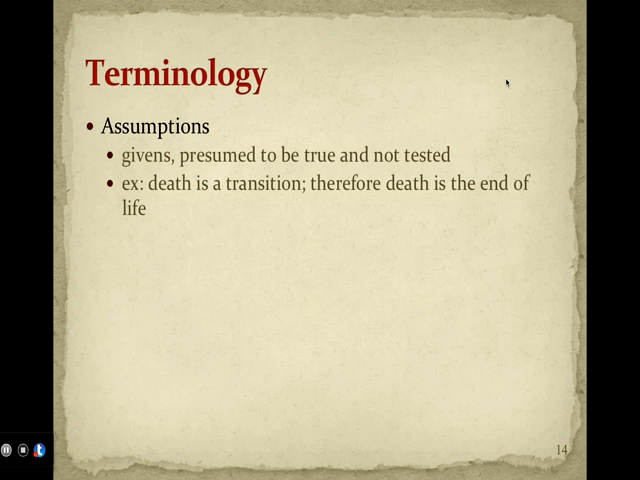 Terminology
• Assumptions
• givens, presumed to be true and not tested
• ex: death is a transition; therefore death is the end of
life
14